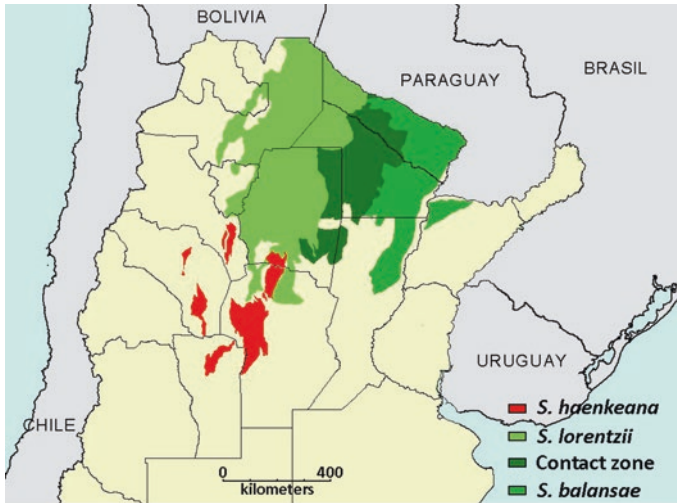 BOLIVIA
PARAGUAY
BRASIL
URUGUAY
CHILE
S. haenkeana
S. lorentzii
Contact zone
S. balansae
0 400
kilometers